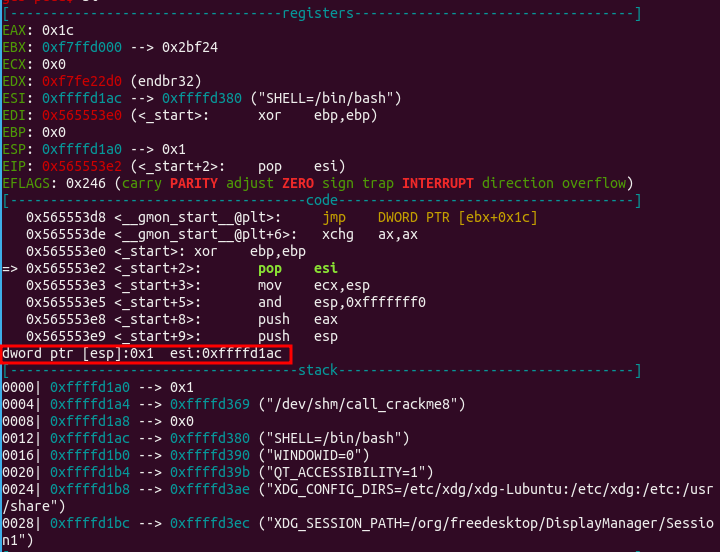 [----------------------------------registers-----------------------------------]
EAX: 0x1c
EBX: 0xf7ffd000 --> 0x2bf24
ECX: 0x0
EDX: 0xf7fe22d0 (endbr32)
ESI: 0xffffd1ac --> 0xffffd380 ("SHELL=/bin/bash")
EDI: 0x565553e0 (<_start>:      xor    ebp,ebp)
EBP: 0x0
ESP: 0xffffd1a0 --> 0x1
EIP: 0x565553e2 (<_start+2>:    pop    esi)
EFLAGS: 0x246 (carry PARITY adjust ZERO sign trap INTERRUPT direction overflow)
[-------------------------------------code-------------------------------------]
   0x565553d8 <__gmon_start__@plt>:     jmp    DWORD PTR [ebx+0x1c]
   0x565553de <__gmon_start__@plt+6>:   xchg   ax,ax
   0x565553e0 <_start>: xor    ebp,ebp
=> 0x565553e2 <_start+2>:       pop    esi
   0x565553e3 <_start+3>:       mov    ecx,esp
   0x565553e5 <_start+5>:       and    esp,0xfffffff0
   0x565553e8 <_start+8>:       push   eax
   0x565553e9 <_start+9>:       push   esp
dword ptr [esp]:0x1  esi:0xffffd1ac
[------------------------------------stack-------------------------------------]
0000| 0xffffd1a0 --> 0x1
0004| 0xffffd1a4 --> 0xffffd369 ("/dev/shm/call_crackme8")
0008| 0xffffd1a8 --> 0x0
0012| 0xffffd1ac --> 0xffffd380 ("SHELL=/bin/bash")
0016| 0xffffd1b0 --> 0xffffd390 ("WINDOWID=0")
0020| 0xffffd1b4 --> 0xffffd39b ("QT_ACCESSIBILITY=1")
0024| 0xffffd1b8 --> 0xffffd3ae ("XDG_CONFIG_DIRS=/etc/xdg/xdg-Lubuntu:/etc/xdg:/etc:/usr
/share")
0028| 0xffffd1bc --> 0xffffd3ec ("XDG_SESSION_PATH=/org/freedesktop/DisplayManager/Sessio
n1")